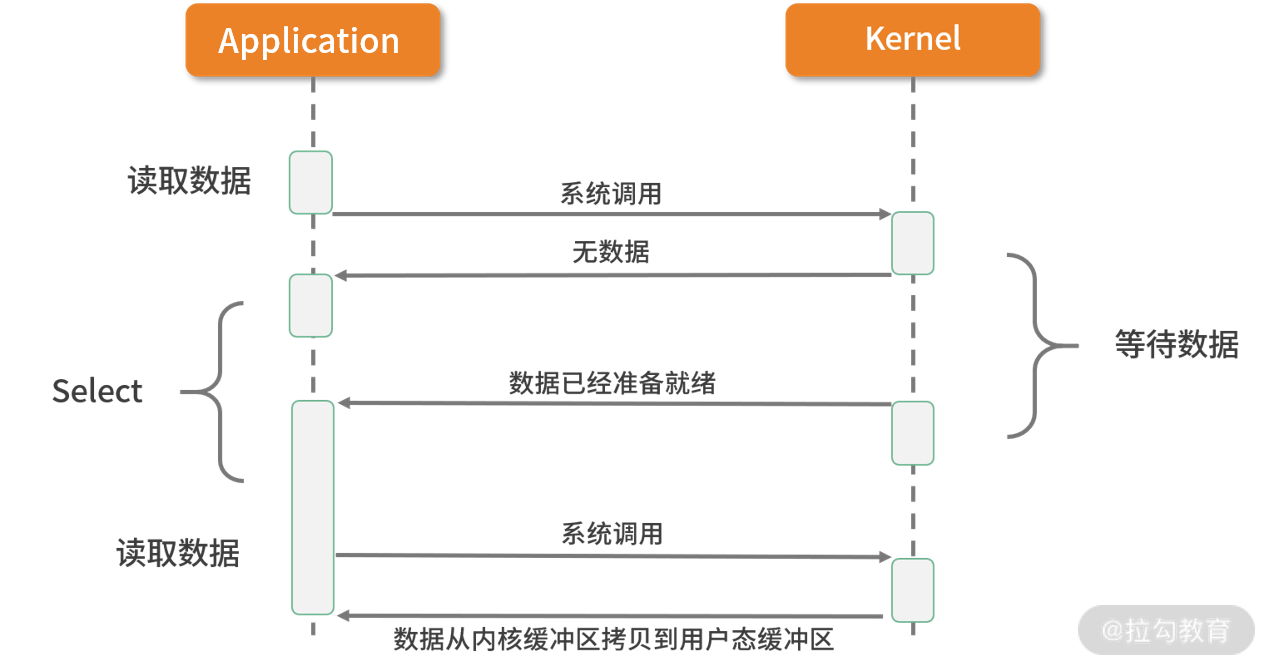 Application
Kernel
读取数据
系统调用
无数据
等待数据
数据已经准备就绪
Select
系统调用
读取数据
数据从内核缓冲区拷贝到用户态缓冲区
@拉勾教育